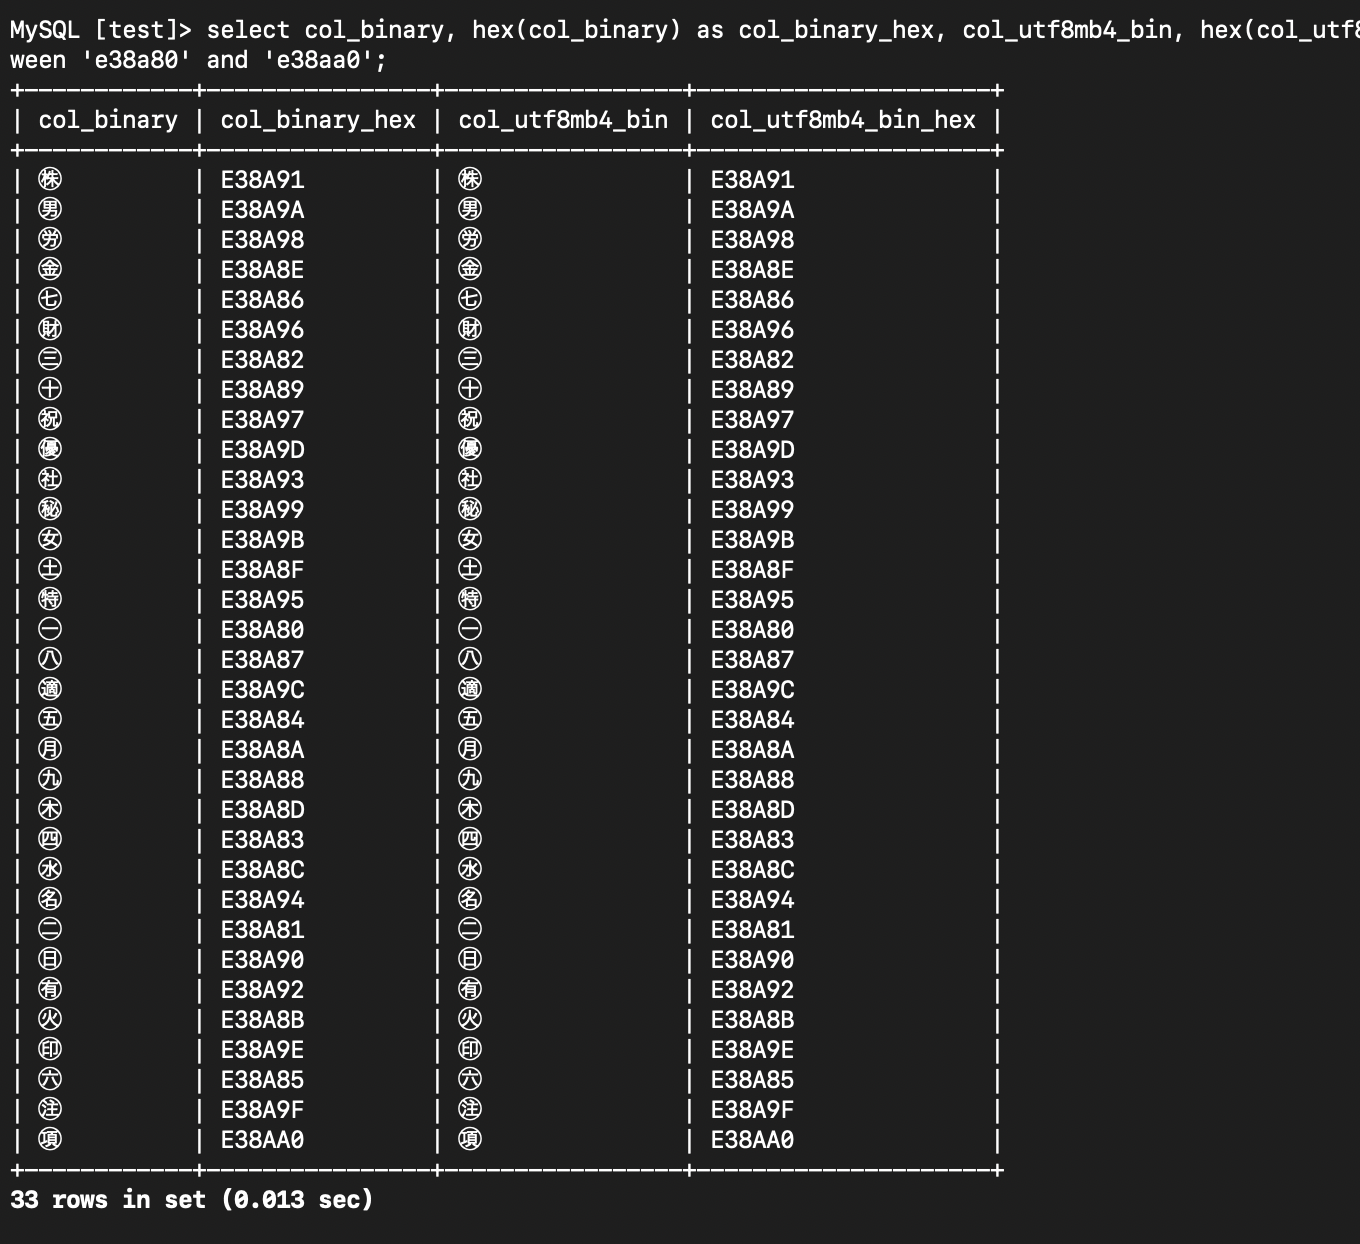 MySQL [test]> select col_binary, hex(col_binary) as col_binary_hex, col_utf8mb4_bin, hex(col_utf8
ween 'e38a80' and 'e38aa0';
+------------+----------------+-----------------+---------------------+
| col_binary | col_binary_hex | col_utf8mb4_bin | col_utf8mb4_bin_hex |
+------------+----------------+-----------------+---------------------+
| ㊑ | E38A91 | ㊑ | E38A91 |
| ㊚ | E38A9A | ㊚ | E38A9A |
| ㊘ | E38A98 | ㊘ | E38A98 |
| ㊎ | E38A8E | ㊎ | E38A8E |
| ㊆ | E38A86 | ㊆ | E38A86 |
| ㊖ | E38A96 | ㊖ | E38A96 |
| ㊂ | E38A82 | ㊂ | E38A82 |
| ㊉ | E38A89 | ㊉ | E38A89 |
| ㊗ | E38A97 | ㊗ | E38A97 |
| ㊝ | E38A9D | ㊝ | E38A9D |
| ㊓ | E38A93 | ㊓ | E38A93 |
| ㊙ | E38A99 | ㊙ | E38A99 |
| ㊛ | E38A9B | ㊛ | E38A9B |
| ㊏ | E38A8F | ㊏ | E38A8F |
| ㊕ | E38A95 | ㊕ | E38A95 |
| ㊀ | E38A80 | ㊀ | E38A80 |
| ㊇ | E38A87 | ㊇ | E38A87 |
| ㊜ | E38A9C | ㊜ | E38A9C |
| ㊄ | E38A84 | ㊄ | E38A84 |
| ㊊ | E38A8A | ㊊ | E38A8A |
| ㊈ | E38A88 | ㊈ | E38A88 |
| ㊍ | E38A8D | ㊍ | E38A8D |
| ㊃ | E38A83 | ㊃ | E38A83 |
| ㊌ | E38A8C | ㊌ | E38A8C |
| ㊔ | E38A94 | ㊔ | E38A94 |
| ㊁ | E38A81 | ㊁ | E38A81 |
| ㊐ | E38A90 | ㊐ | E38A90 |
| ㊒ | E38A92 | ㊒ | E38A92 |
| ㊋ | E38A8B | ㊋ | E38A8B |
| ㊞ | E38A9E | ㊞ | E38A9E |
| ㊅ | E38A85 | ㊅ | E38A85 |
| ㊟ | E38A9F | ㊟ | E38A9F |
| ㊠ | E38AA0 | ㊠ | E38AA0 |
+------------+----------------+-----------------+---------------------+
33 rows in set (0.013 sec)